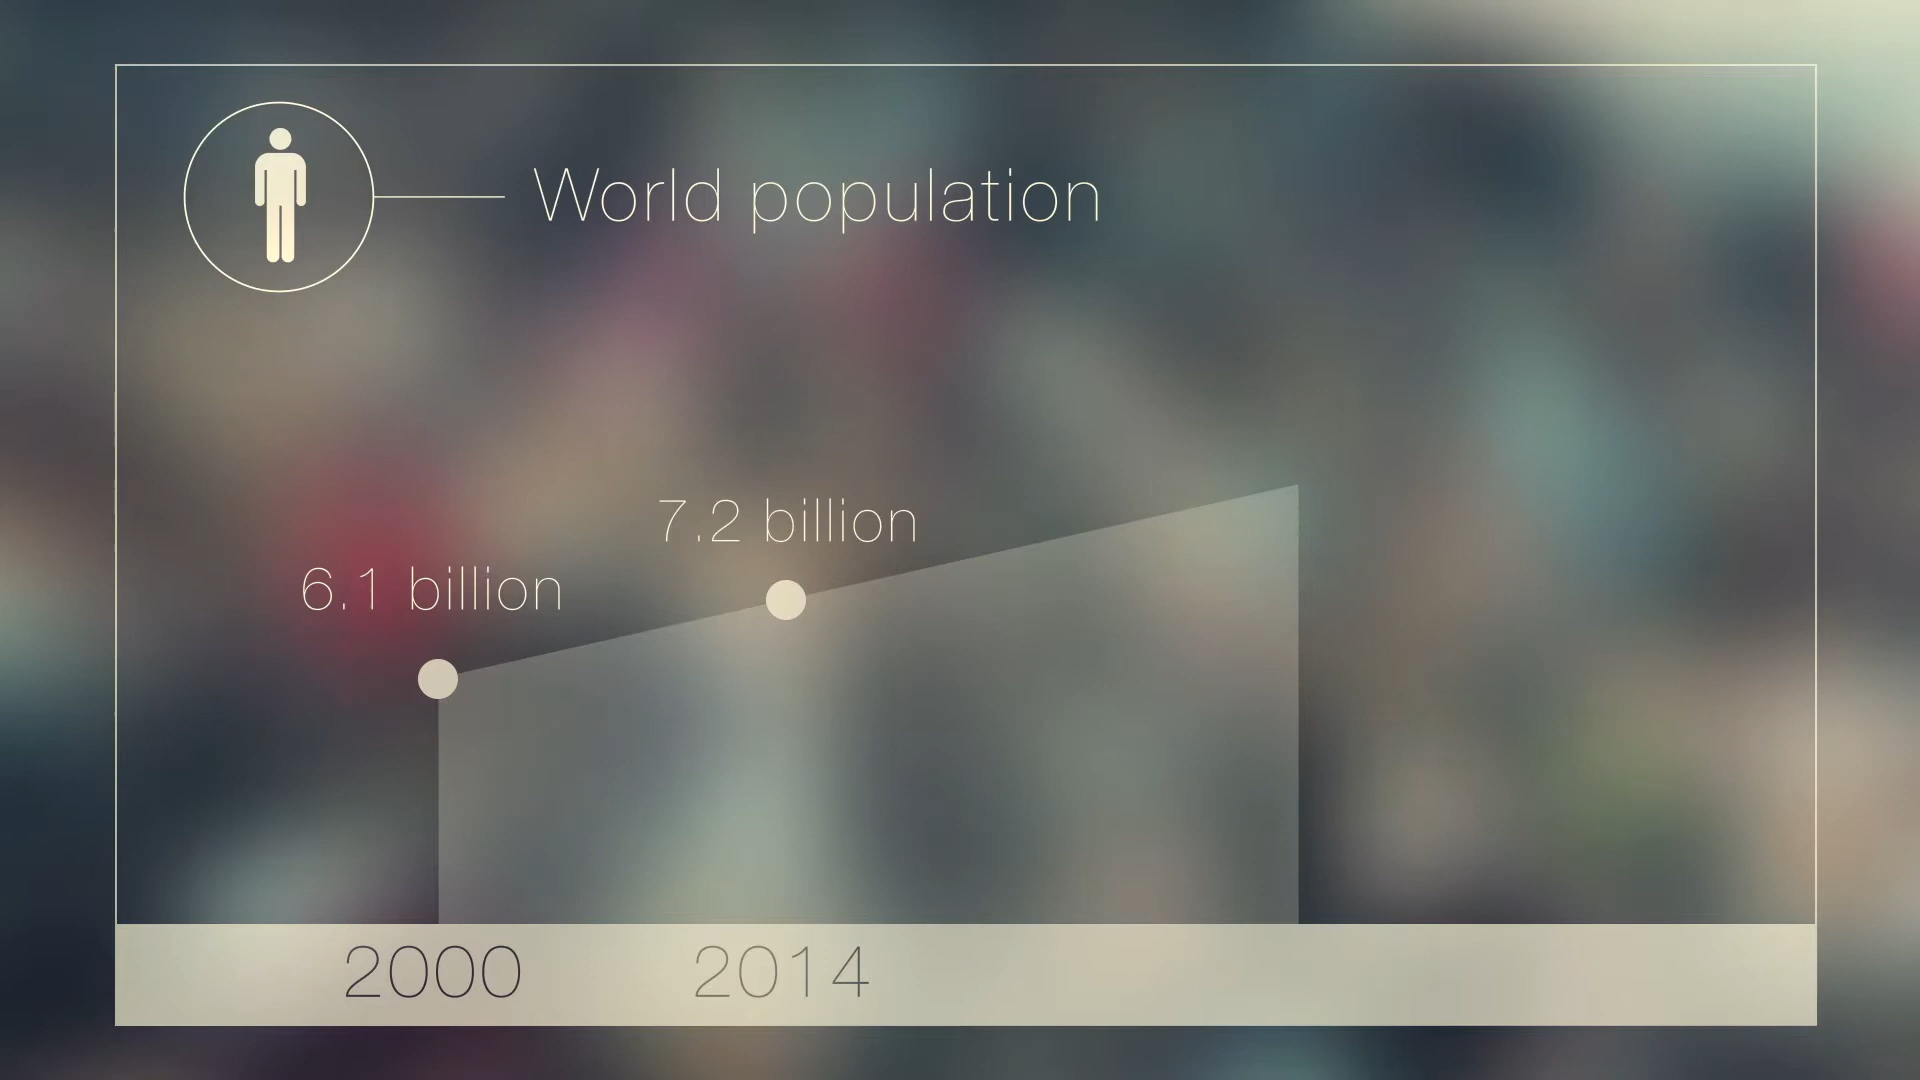 World population
7.2 billion
6.1 billion
2000
2014